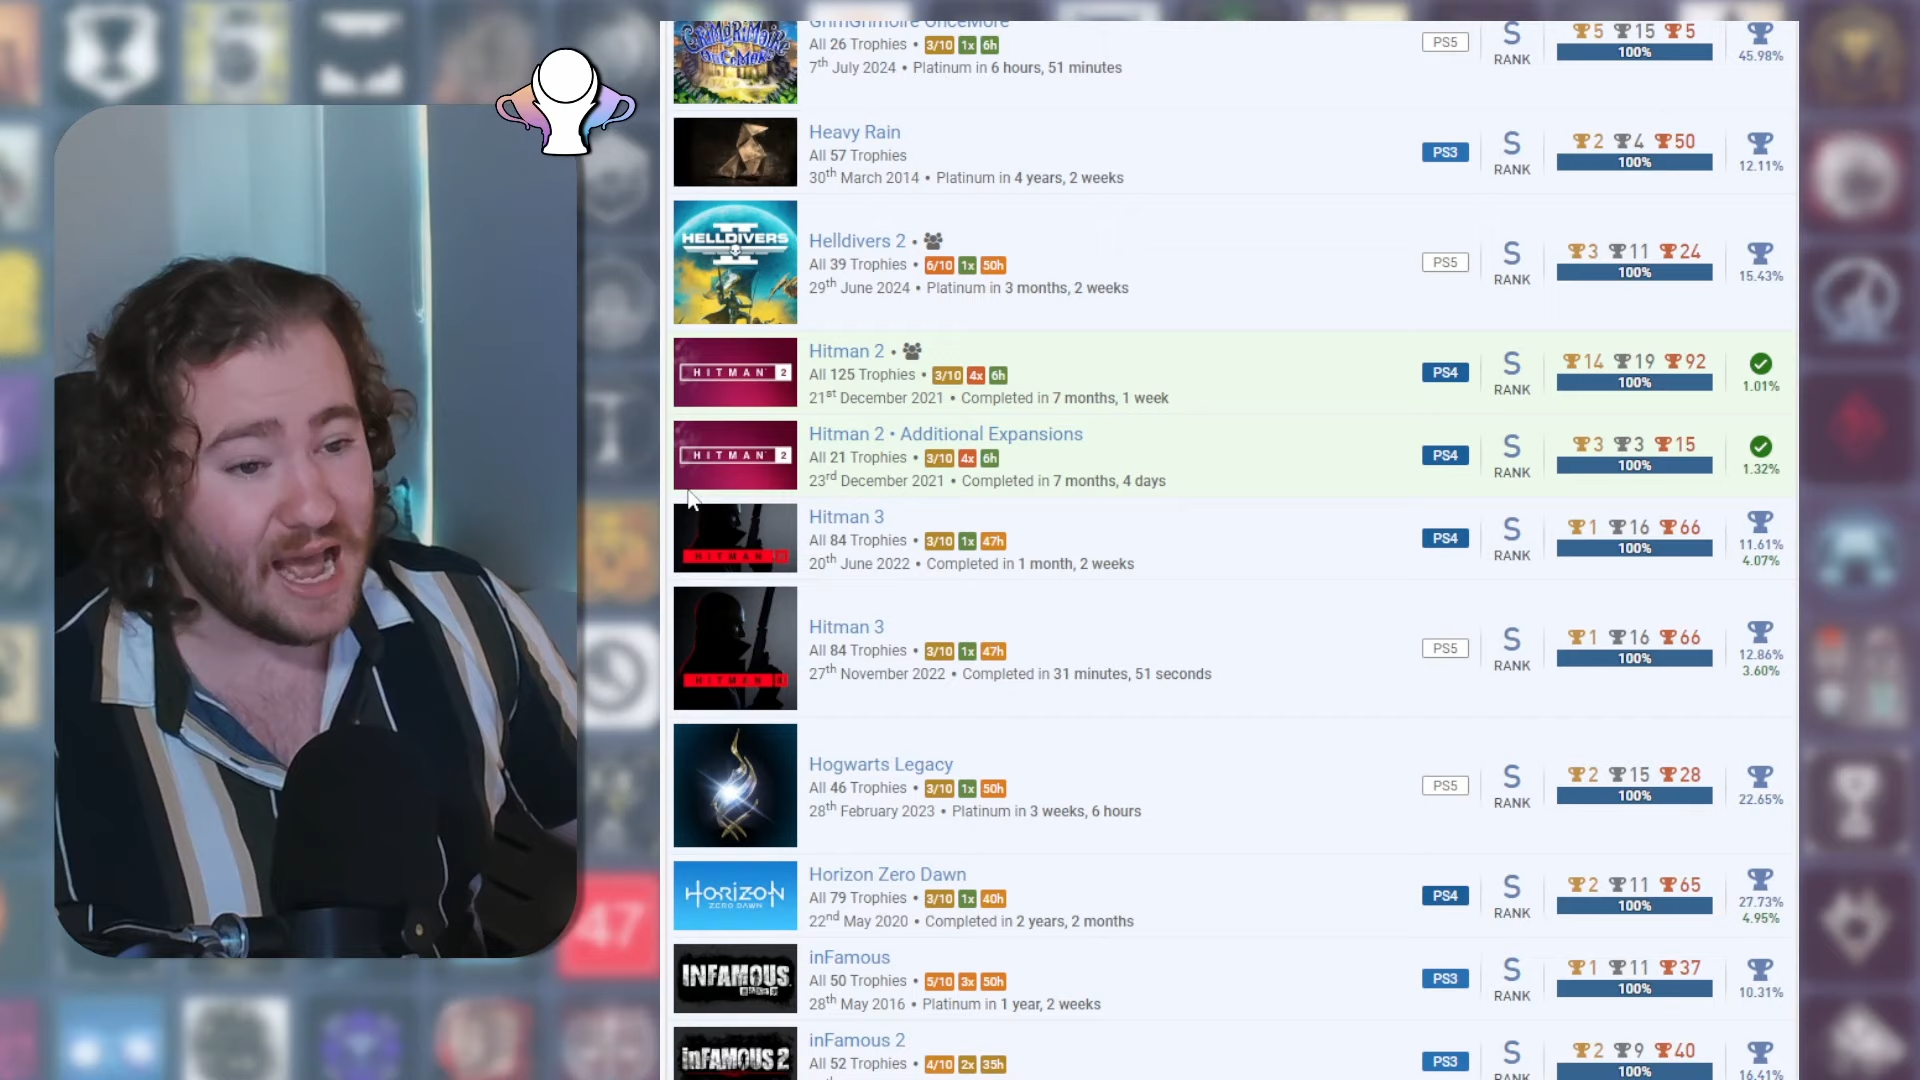 GrimGrimoire OnceMore
All 26 Trophies • 3/10 1x 6h
7th July 2024 • Platinum in 6 hours, 51 minutes
PS5
S
RANK
5 15 5
100%
45.98%
Heavy Rain
All 57 Trophies
30th March 2014 • Platinum in 4 years, 2 weeks
PS3
S
RANK
2 4 50
100%
12.11%
HELLDIVERS
II
Helldivers 2 •
All 39 Trophies • 6/10 1x 50h
29th June 2024 • Platinum in 3 months, 2 weeks
PS5
S
RANK
3 11 24
100%
15.43%
HITMAN 2
Hitman 2 •
All 125 Trophies • 3/10 4x 6h
21st December 2021 • Completed in 7 months, 1 week
PS4
S
RANK
14 19 92
100%
1.01%
HITMAN 2
Hitman 2 • Additional Expansions
All 21 Trophies • 3/10 4x 6h
23rd December 2021 • Completed in 7 months, 4 days
PS4
S
RANK
3 3 15
100%
1.32%
HITMAN
Hitman 3
All 84 Trophies • 3/10 1x 47h
20th June 2022 • Completed in 1 month, 2 weeks
PS4
S
RANK
1 16 66
100%
11.61%
4.07%
HITMAN
Hitman 3
All 84 Trophies • 3/10 1x 47h
27th November 2022 • Completed in 31 minutes, 51 seconds
PS5
S
RANK
1 16 66
100%
12.86%
3.60%
Hogwarts Legacy
All 46 Trophies • 3/10 1x 50h
28th February 2023 • Platinum in 3 weeks, 6 hours
PS5
S
RANK
2 15 28
100%
22.65%
HORIZON
ZERO DAWN
Horizon Zero Dawn
All 79 Trophies • 3/10 1x 40h
22nd May 2020 • Completed in 2 years, 2 months
PS4
S
RANK
2 11 65
100%
27.73%
4.95%
INFAMOUS
inFamous
All 50 Trophies • 5/10 3x 50h
28th May 2016 • Platinum in 1 year, 2 weeks
PS3
S
RANK
1 11 37
100%
10.31%
inFAMOUS 2
inFamous 2
All 52 Trophies • 4/10 2x 35h
PS3
S
RANK
2 9 40
100%
16.41%
47